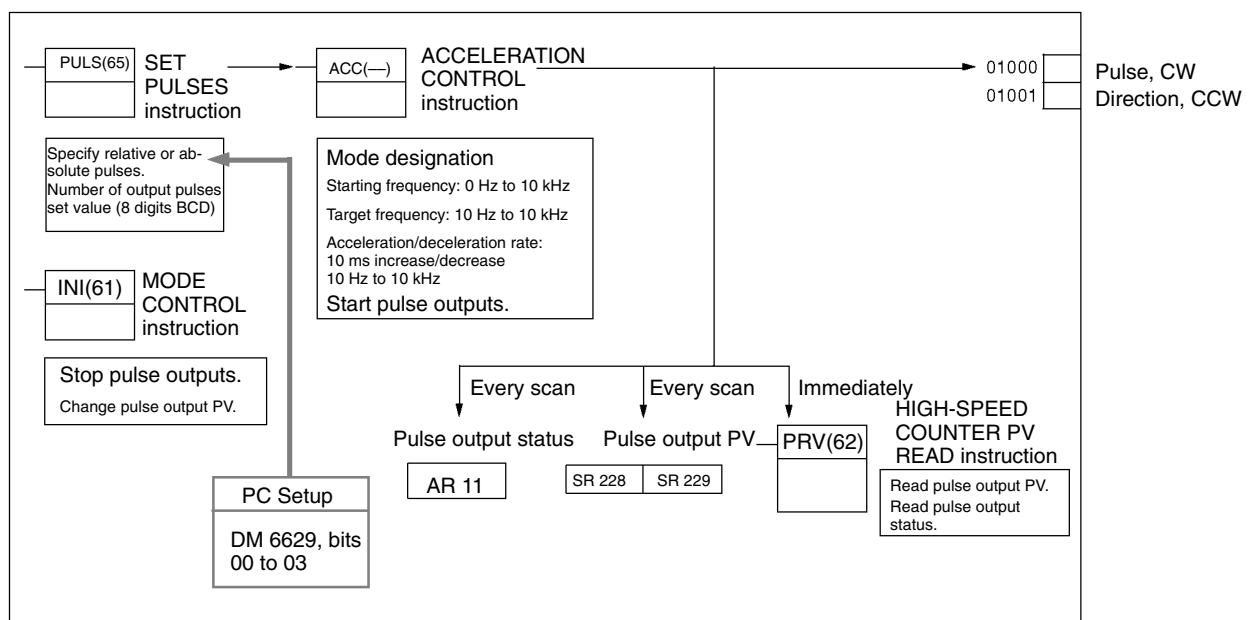 PULS(65)
SET
PULSES
instruction
ACC(—)
ACCELERATION
CONTROL
instruction
01000
Pulse, CW
01001
Direction, CCW
Specify relative or ab-
solute pulses.
Number of output pulses
set value (8 digits BCD)
Mode designation
Starting frequency: 0 Hz to 10 kHz
Target frequency: 10 Hz to 10 kHz
Acceleration/deceleration rate:
10 ms increase/decrease
10 Hz to 10 kHz
Start pulse outputs.
INI(61)
MODE
CONTROL
instruction
Stop pulse outputs.
Change pulse output PV.
Every scan
Every scan
Immediately
Pulse output status
Pulse output PV
PRV(62)
HIGH-SPEED
COUNTER PV
READ instruction
AR 11
SR 228
SR 229
Read pulse output PV.
Read pulse output
status.
PC Setup
DM 6629, bits
00 to 03